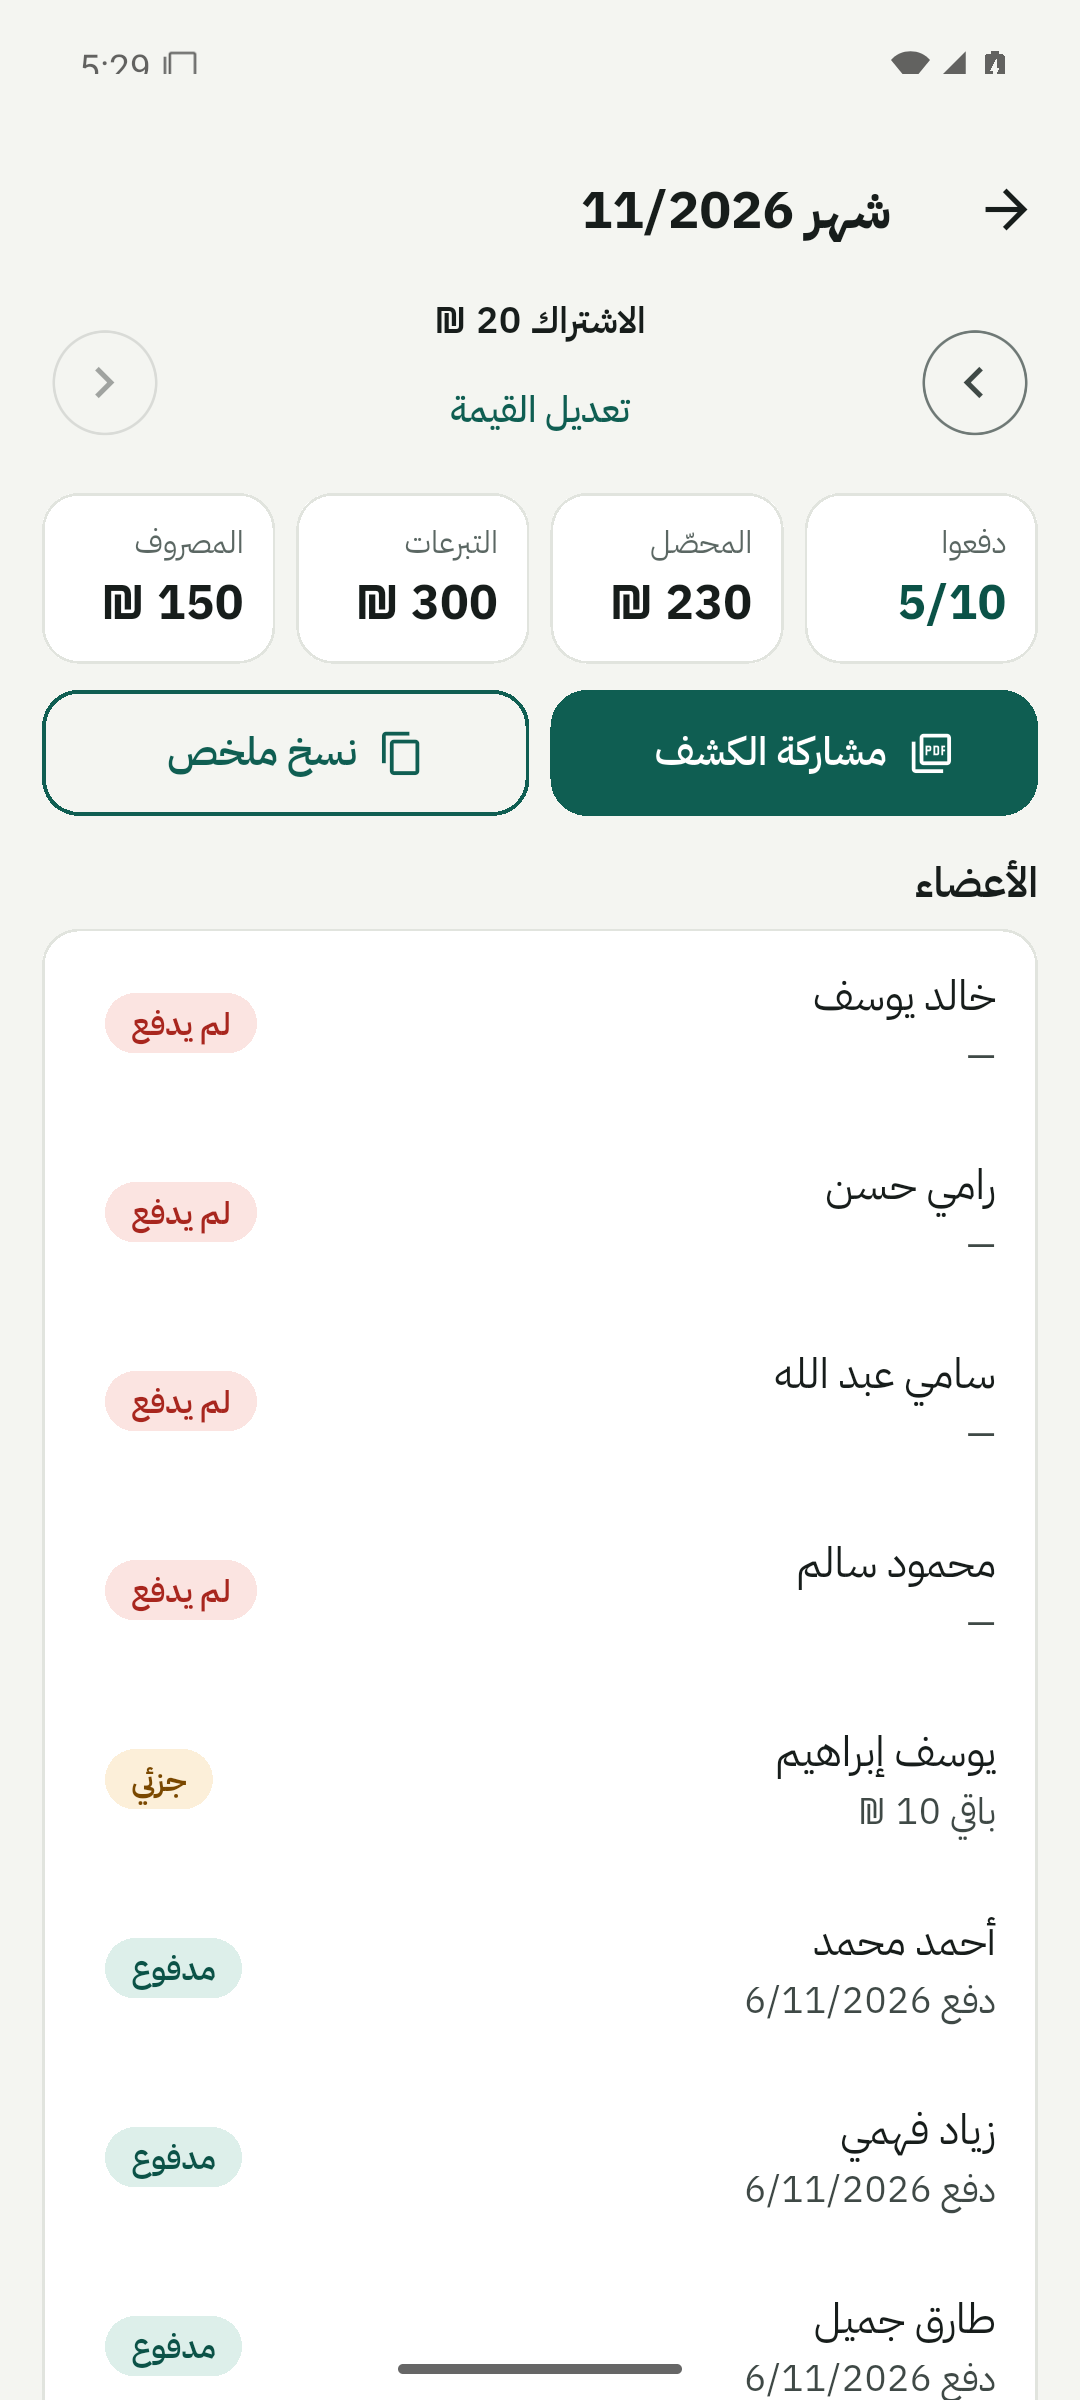 5:29
شهر 11/2026
الاشتراك 20 ₪
تعديل القيمة
دفعوا
5/10
المحصّل
230 ₪
التبرعات
300 ₪
المصروف
150 ₪
مشاركة الكشف
PDF
نسخ ملخص
الأعضاء
خالد يوسف
لم يدفع
—
رامي حسن
لم يدفع
—
سامي عبد الله
لم يدفع
—
محمود سالم
لم يدفع
—
يوسف إبراهيم
جزئي
باقي 10 ₪
أحمد محمد
مدفوع
دفع 6/11/2026
زياد فهمي
مدفوع
دفع 6/11/2026
طارق جميل
مدفوع
دفع 6/11/2026